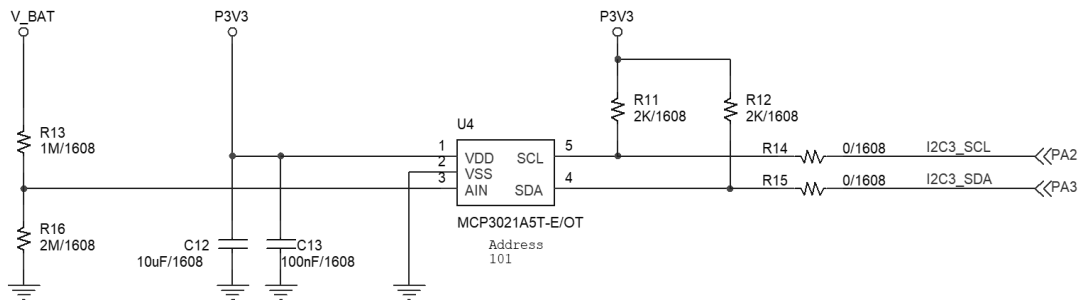 V_BAT
P3V3
P3V3
R13
1M/1608
R11
2K/1608
R12
2K/1608
U4
1
2
3
VDD
VSS
AIN
SCL
SDA
5
4
R14
0/1608
I2C3_SCL
PA2
R15
0/1608
I2C3_SDA
PA3
MCP3021A5T-E/OT
Address
101
R16
2M/1608
C12
10uF/1608
C13
100nF/1608